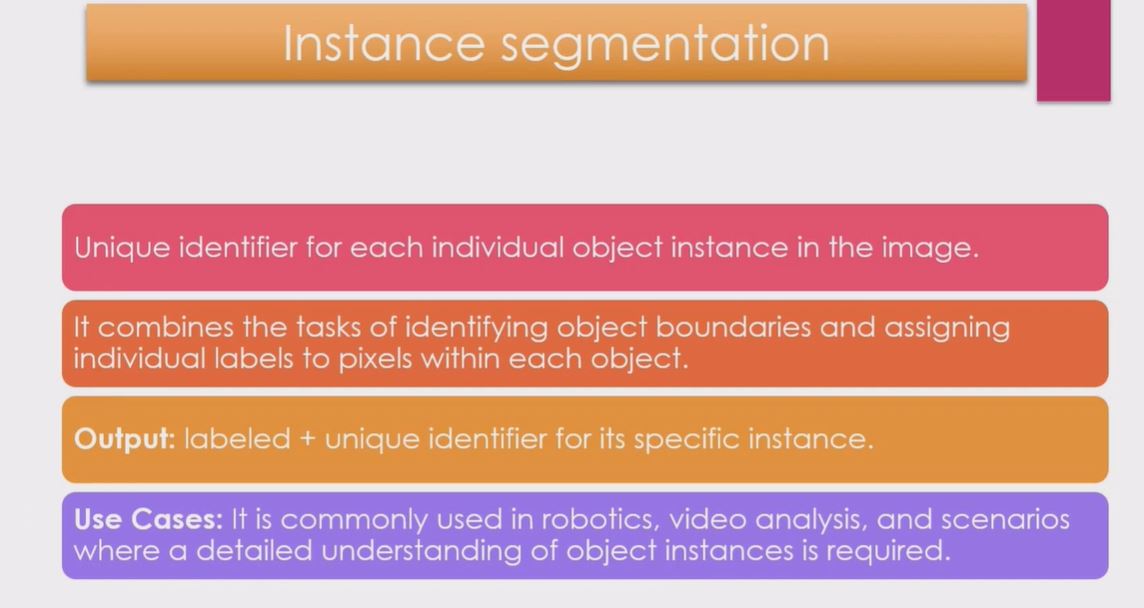 Instance segmentation
Unique identifier for each individual object instance in the image.
It combines the tasks of identifying object boundaries and assigning
individual labels to pixels within each object.
Output: labeled + unique identifier for its specific instance.
Use Cases: It is commonly used in robotics, video analysis, and scenarios
where a detailed understanding of object instances is required.